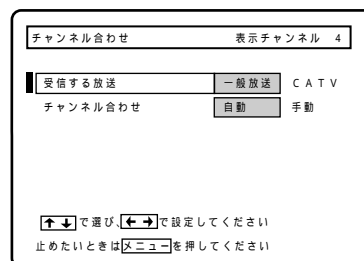 チャンネル合わせ 表示チャンネル 4
受信する放送 一般放送 CATV
チャンネル合わせ 自動 手動
↑↓で選び、←→で設定してください
止めたいときはメニューを押してください